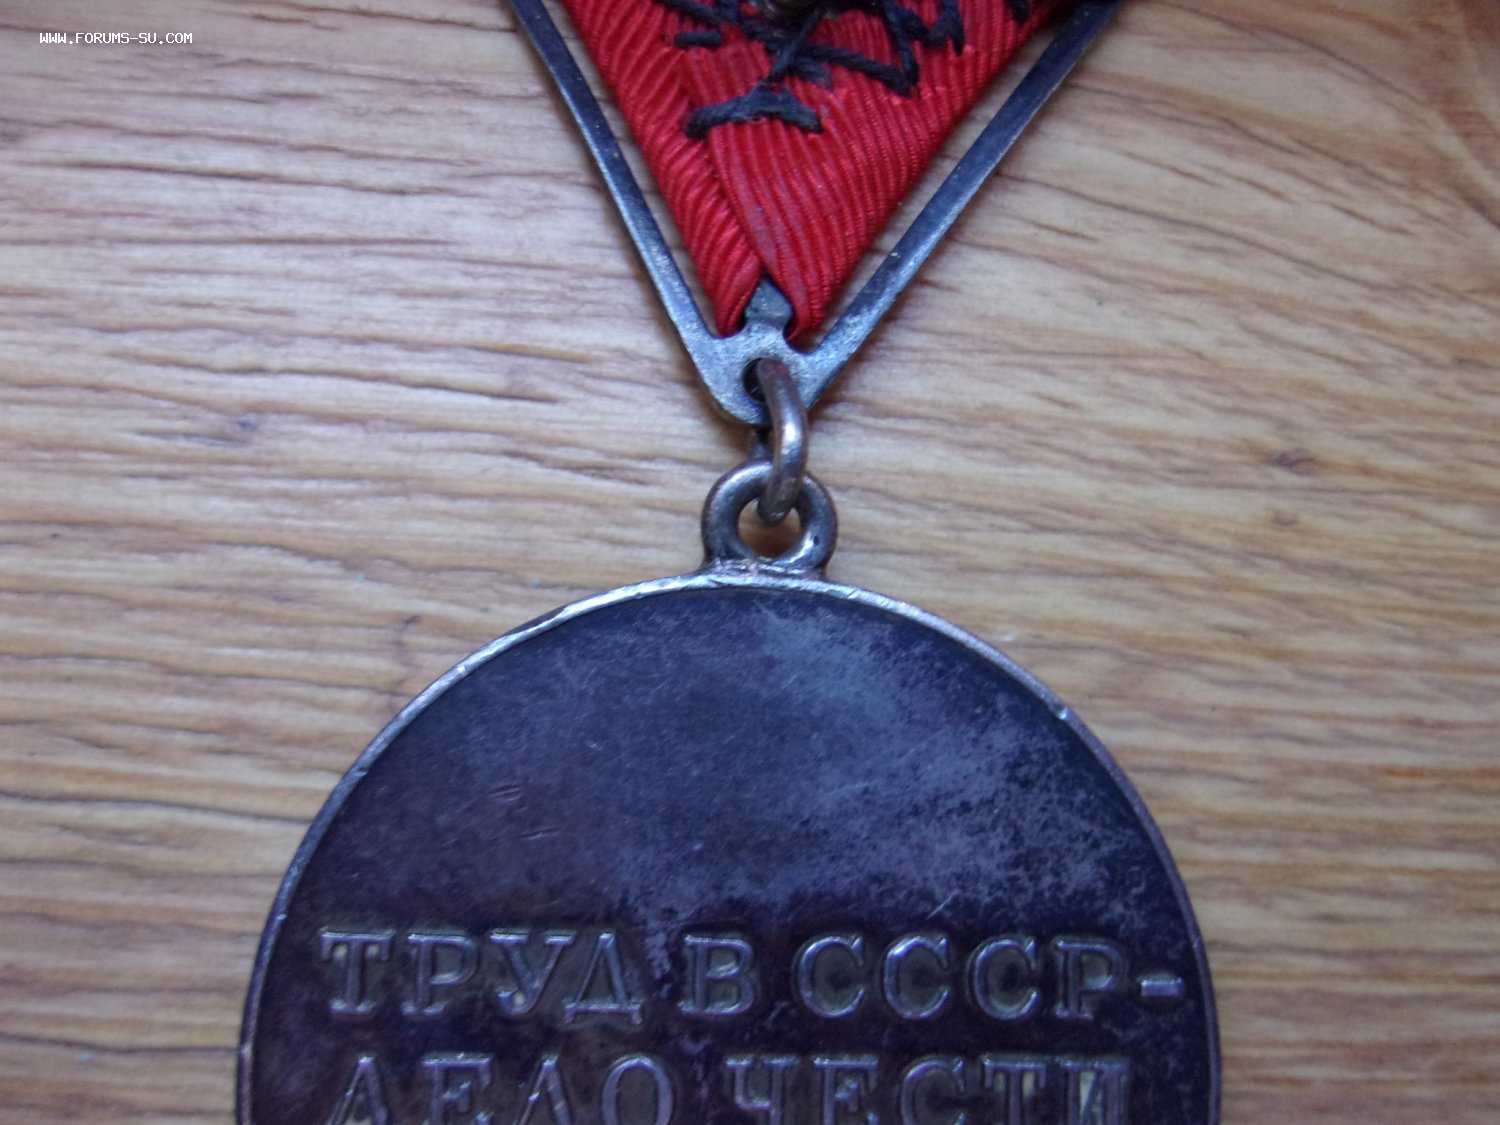 WWW.FORUMS-SU.COM
ТРУД В СССР-
ДЕЛО ЧЕСТИ